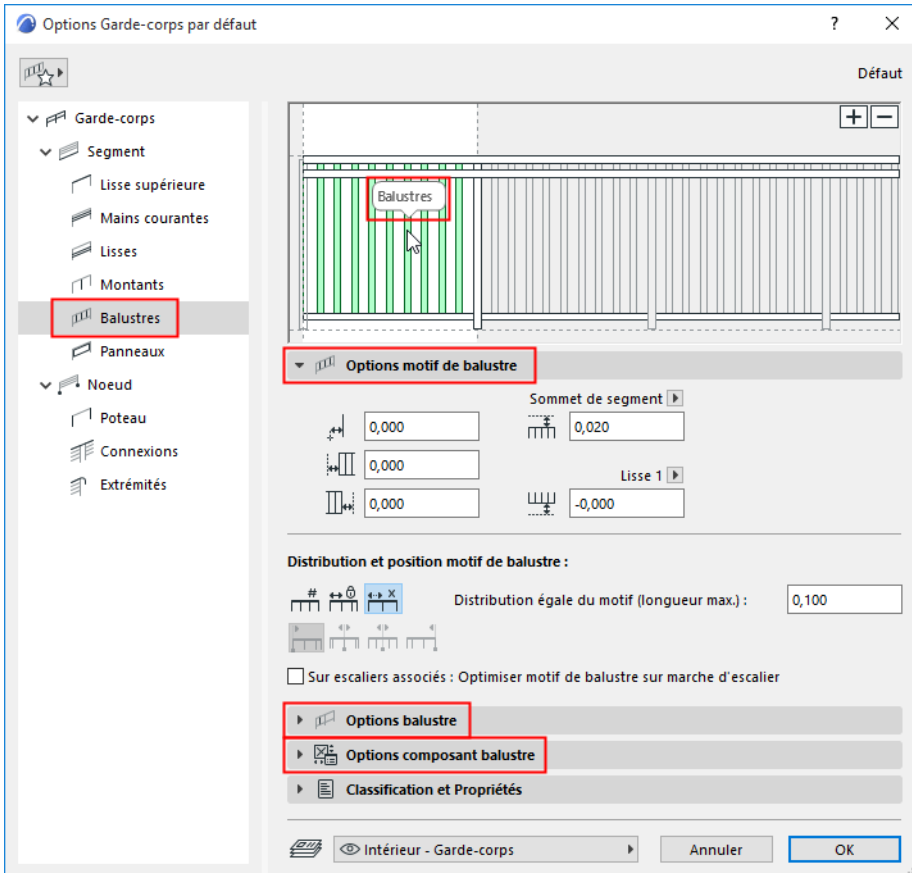 Options Garde-corps par défaut
?
Défaut
Garde-corps
Segment
Lisse supérieure
Mains courantes
Lisses
Montants
Balustres
Panneaux
Noeud
Poteau
Connexions
Extrémités
Balustres
Options motif de balustre
Sommet de segment
0,000
0,020
0,000
Lisse 1
0,000
-0,000
Distribution et position motif de balustre :
Distribution égale du motif (longueur max.) :
0,100
Sur escaliers associés : Optimiser motif de balustre sur marche d'escalier
Options balustre
Options composant balustre
Classification et Propriétés
Intérieur - Garde-corps
Annuler
OK